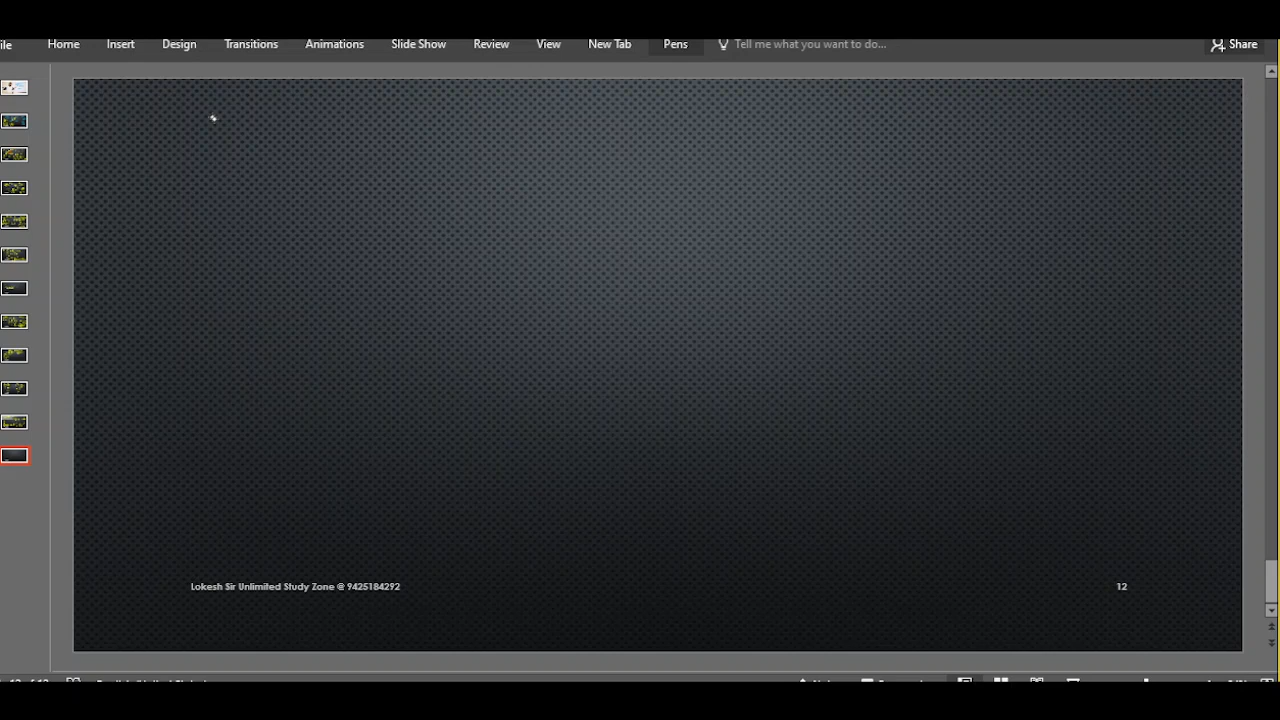 ile Home Insert Design Transitions Animations Slide Show Review View New Tab Pens Tell me what you want to do... Share
Lokesh Sir Unlimited Study Zone @ 9425184292
12